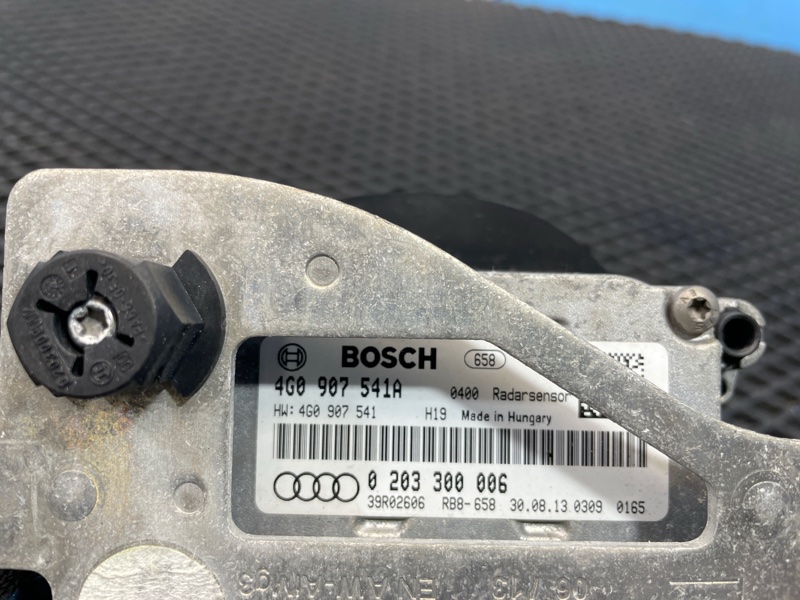 BOSCH 658
4G0 907 541A 0400 Radarsensor
HW: 4G0 907 541 H19 Made in Hungary
0 203 300 006
39R02606 RB8-658 30.08.13 0309 0165